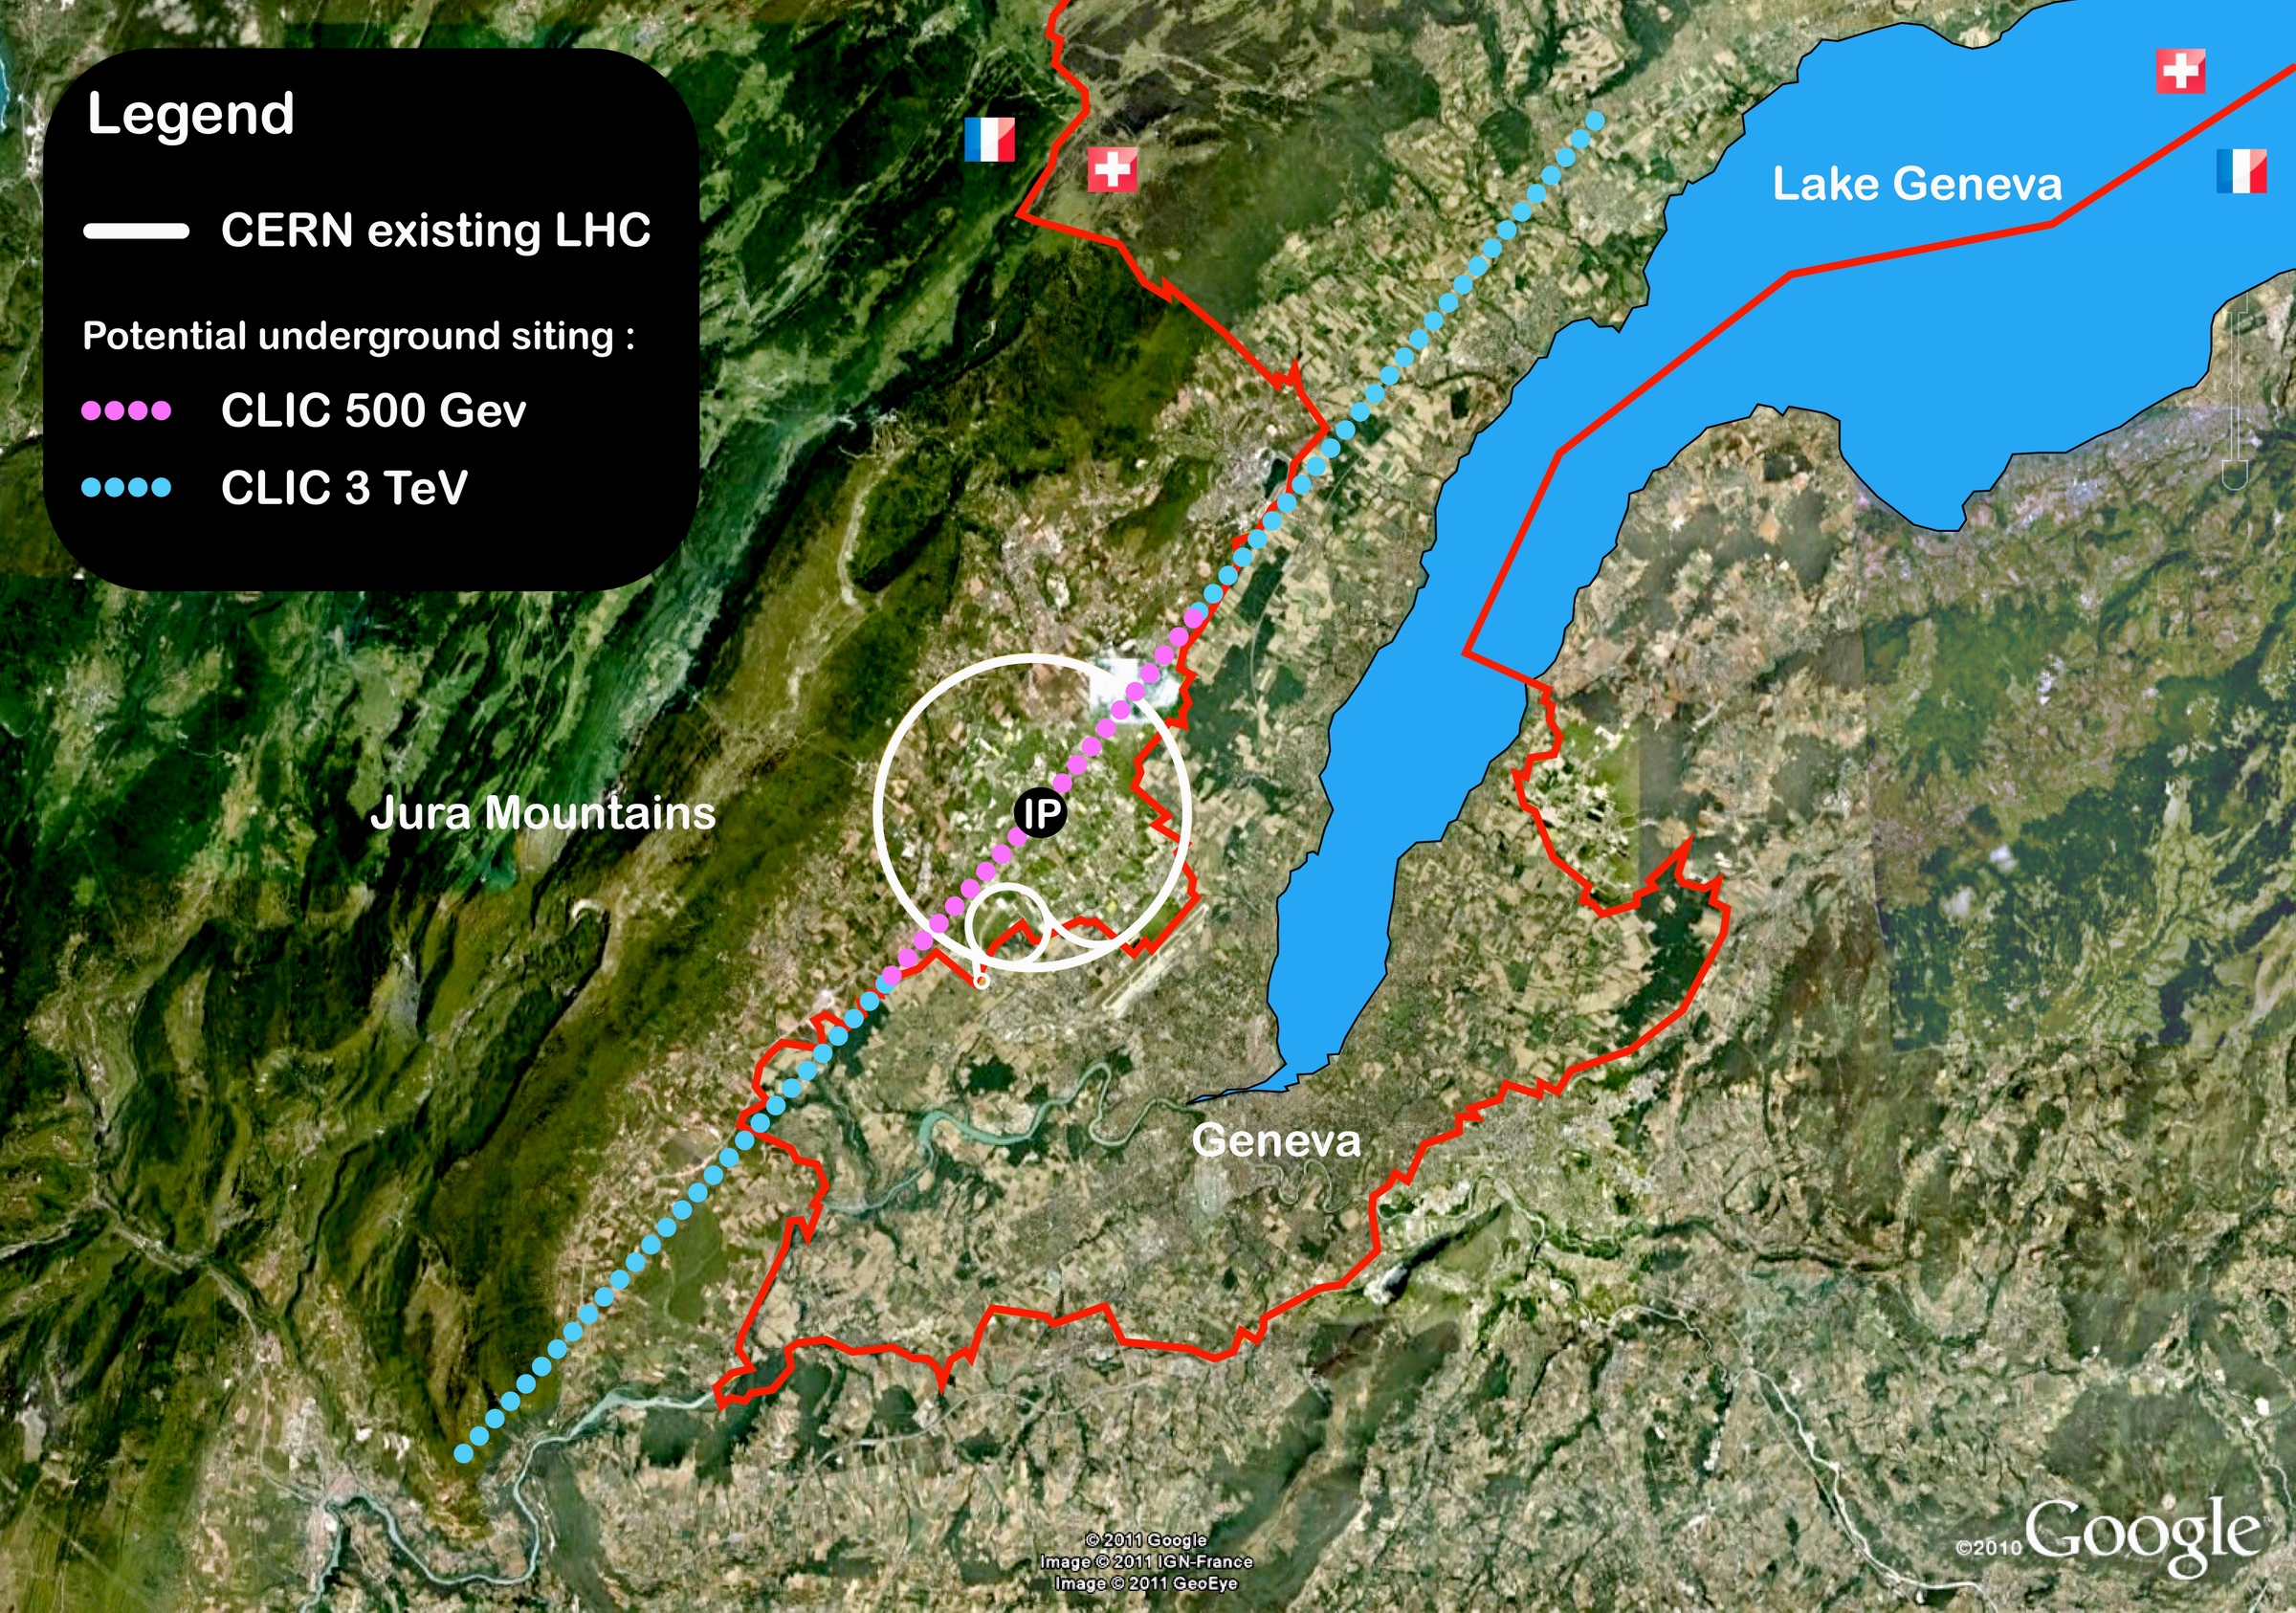 Legend
CERN existing LHC
Potential underground siting :
CLIC 500 Gev
CLIC 3 TeV
Lake Geneva
Jura Mountains
IP
Geneva
© 2011 Google
Image © 2011 IGN-France
Image © 2011 GeoEye
©2010 Google™